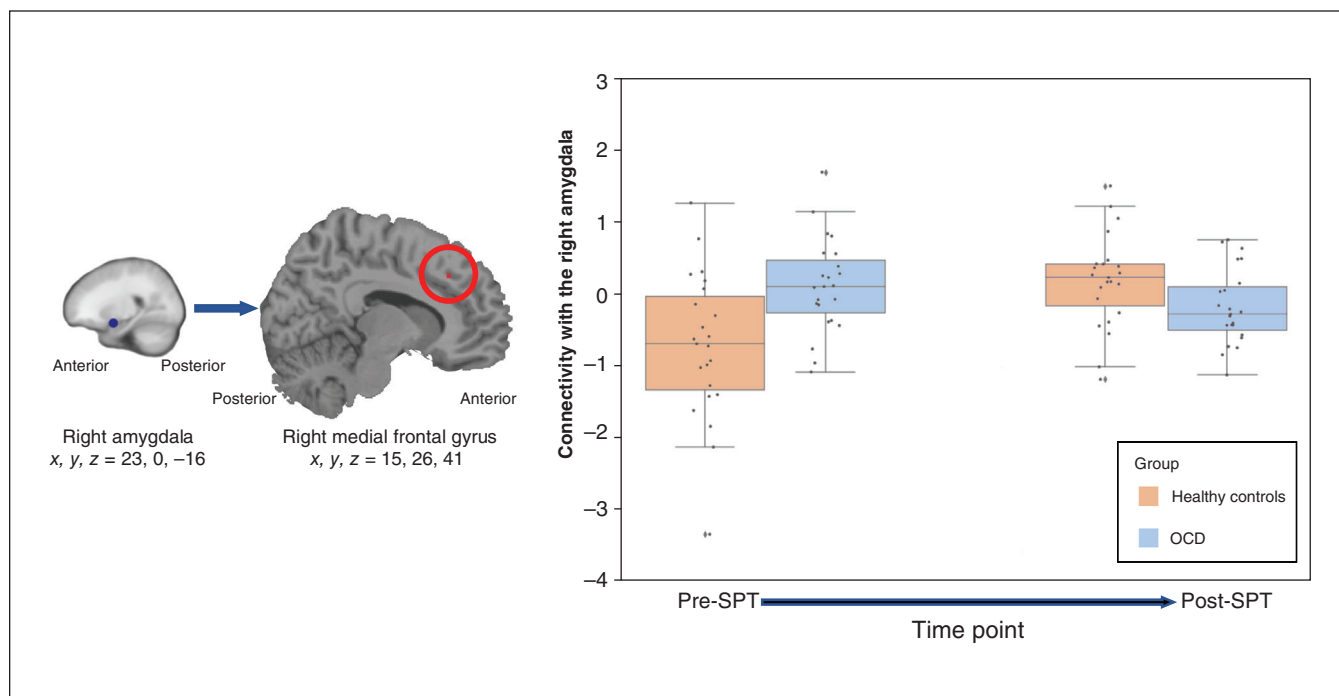 Anterior
Posterior
Right amygdala
x, y, z = 23, 0, –16
Posterior
Anterior
Right medial frontal gyrus
x, y, z = 15, 26, 41
Connectivity with the right amygdala
3
2
1
0
–1
–2
–3
–4
Group
Healthy controls
OCD
Pre-SPT
Post-SPT
Time point